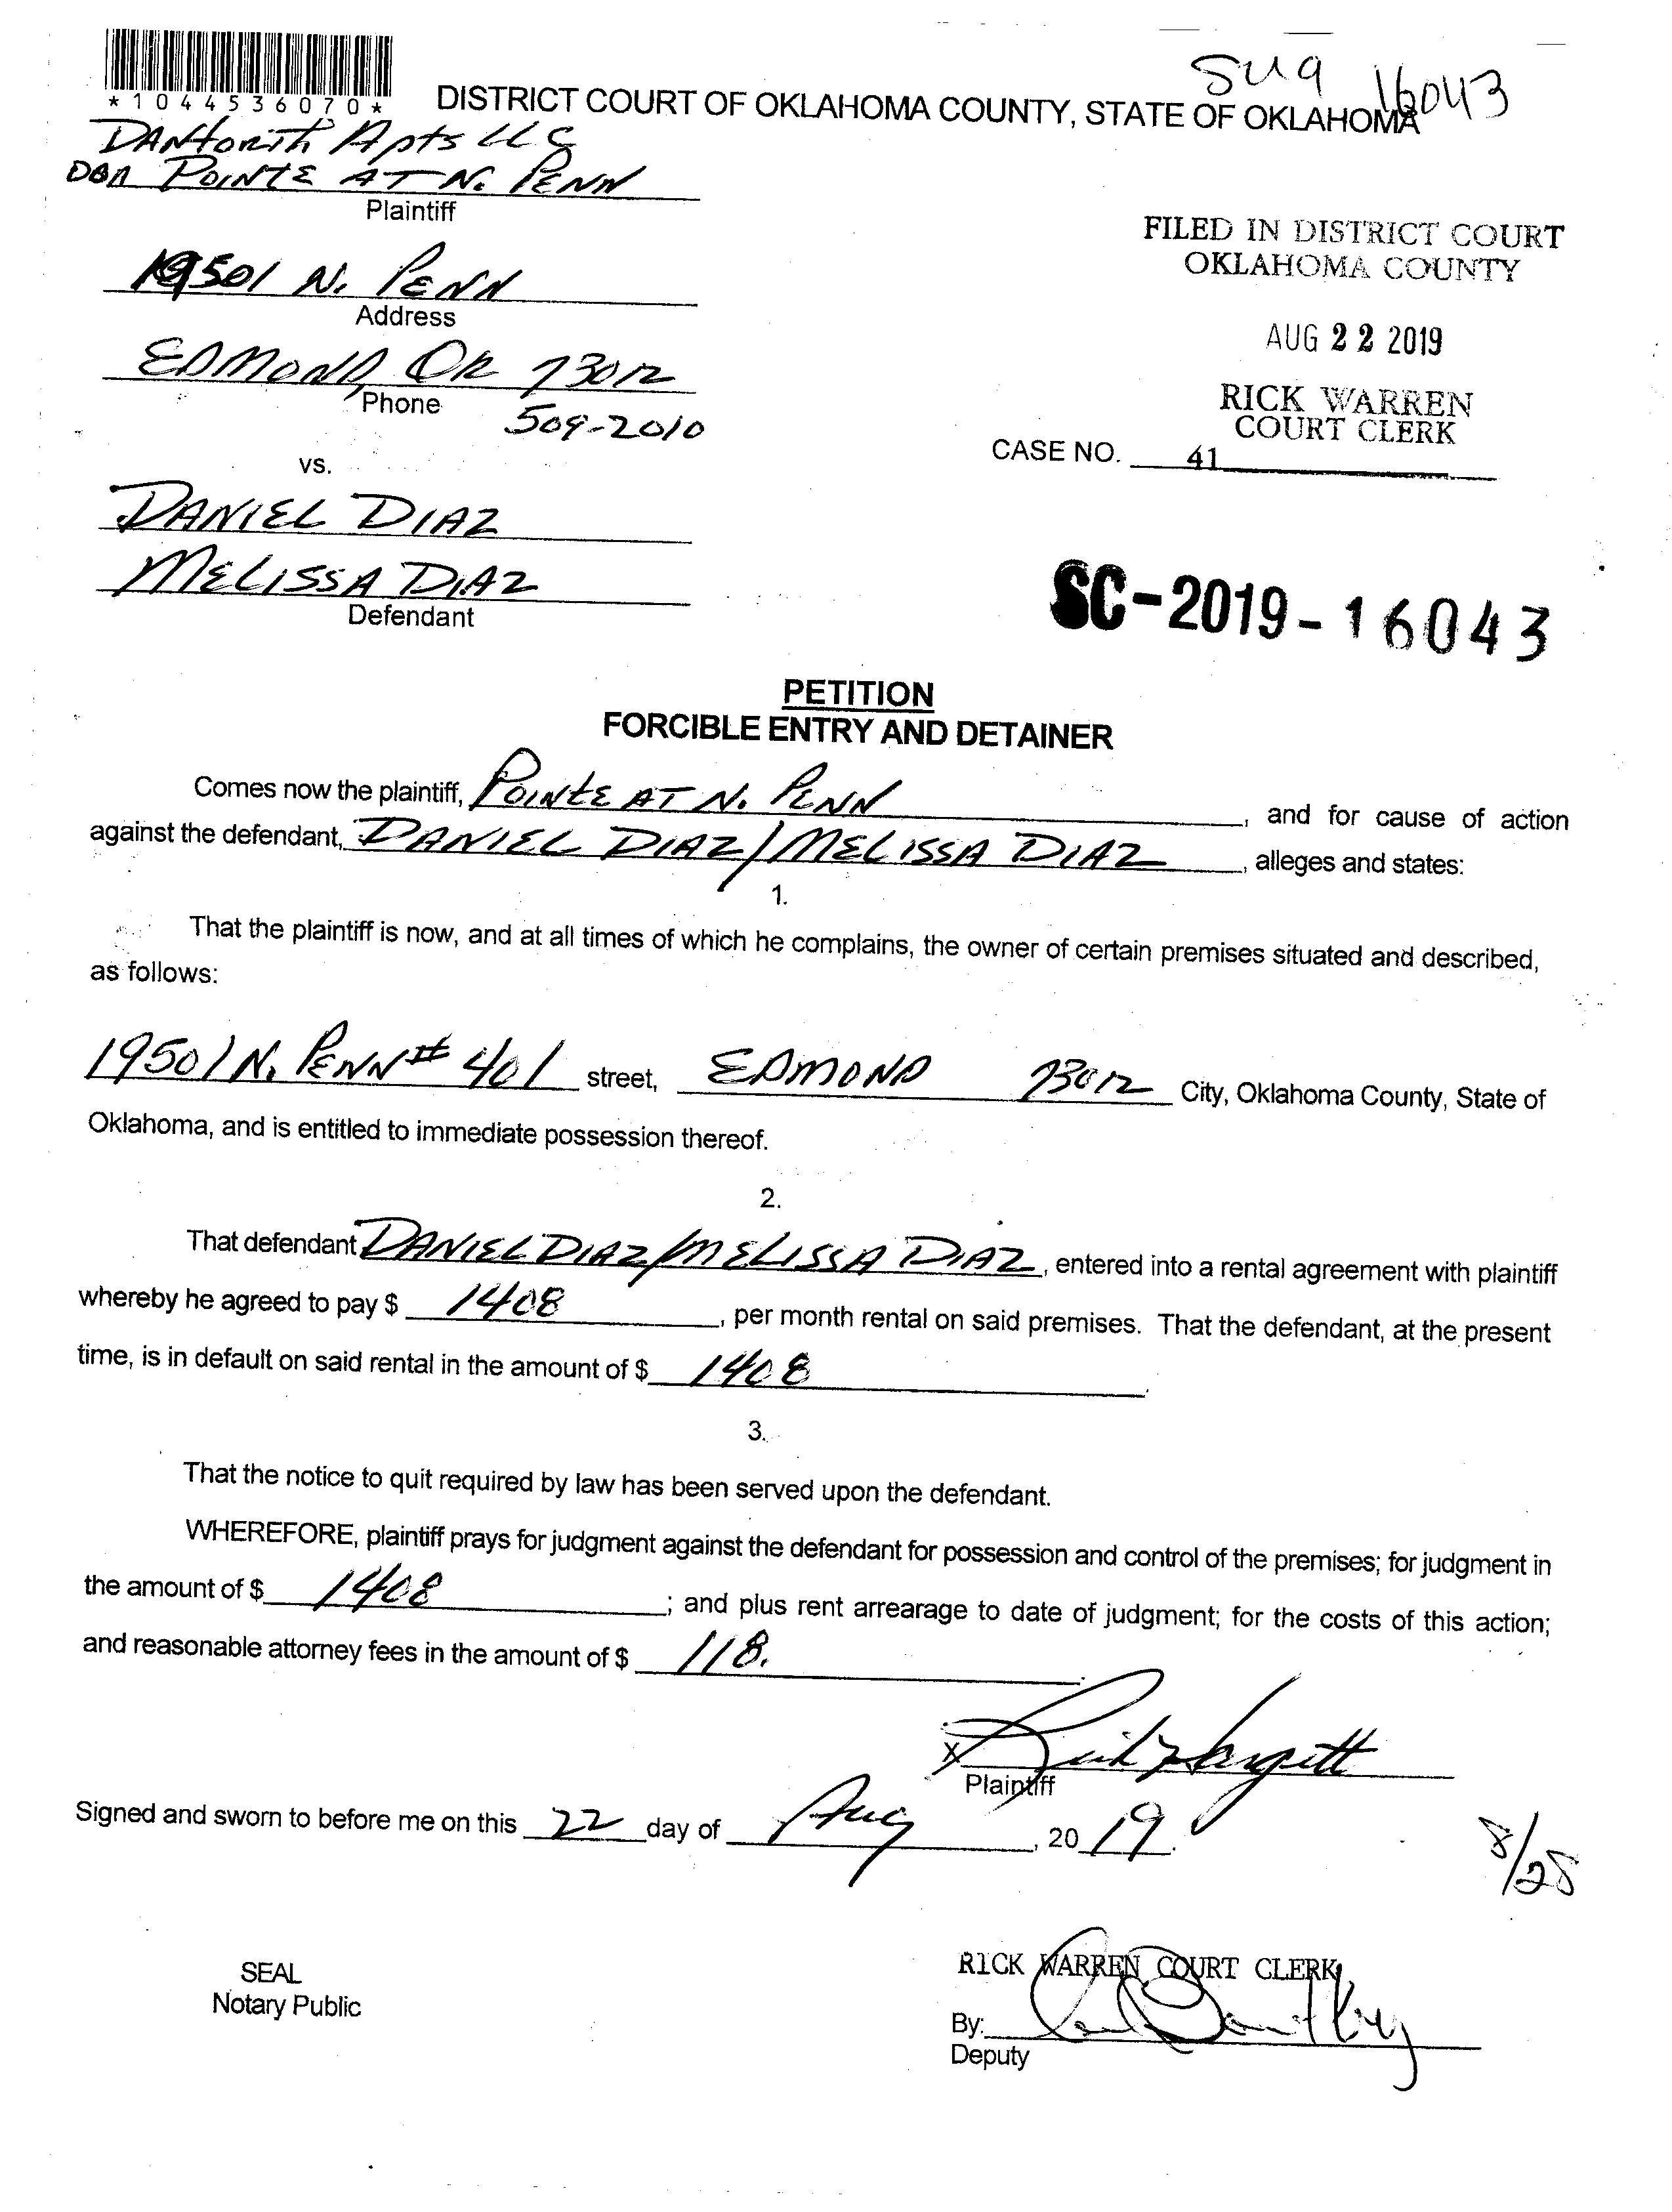 *1044536070*
SU9 16043
DISTRICT COURT OF OKLAHOMA COUNTY, STATE OF OKLAHOMA
DANforth Apts LLC
DBA POINTE AT N. PENN
Plaintiff
19501 N. PENN
Address
EDMOND, OK 73012
Phone 509-2010
vs.
DANIEL DIAZ
MELISSA DIAZ
Defendant
FILED IN DISTRICT COURT
OKLAHOMA COUNTY
AUG 22 2019
RICK WARREN
COURT CLERK
CASE NO. 41
SC-2019-16043
PETITION
FORCIBLE ENTRY AND DETAINER
Comes now the plaintiff, POINTE AT N. PENN, and for cause of action
against the defendant, DANIEL DIAZ/MELISSA DIAZ, alleges and states:
1.
That the plaintiff is now, and at all times of which he complains, the owner of certain premises situated and described,
as follows:
19501 N. PENN # 401 street, EDMOND 73012 City, Oklahoma County, State of
Oklahoma, and is entitled to immediate possession thereof.
2.
That defendant DANIEL DIAZ/MELISSA DIAZ, entered into a rental agreement with plaintiff
whereby he agreed to pay $ 1408, per month rental on said premises. That the defendant, at the present
time, is in default on said rental in the amount of $ 1408.
3.
That the notice to quit required by law has been served upon the defendant.
WHEREFORE, plaintiff prays for judgment against the defendant for possession and control of the premises; for judgment in
the amount of $ 1408; and plus rent arrearage to date of judgment; for the costs of this action;
and reasonable attorney fees in the amount of $ 118.
X
Plaintiff
Signed and sworn to before me on this 22 day of Aug, 2019.
8/28
SEAL
Notary Public
RICK WARREN COURT CLERK
By:
Deputy